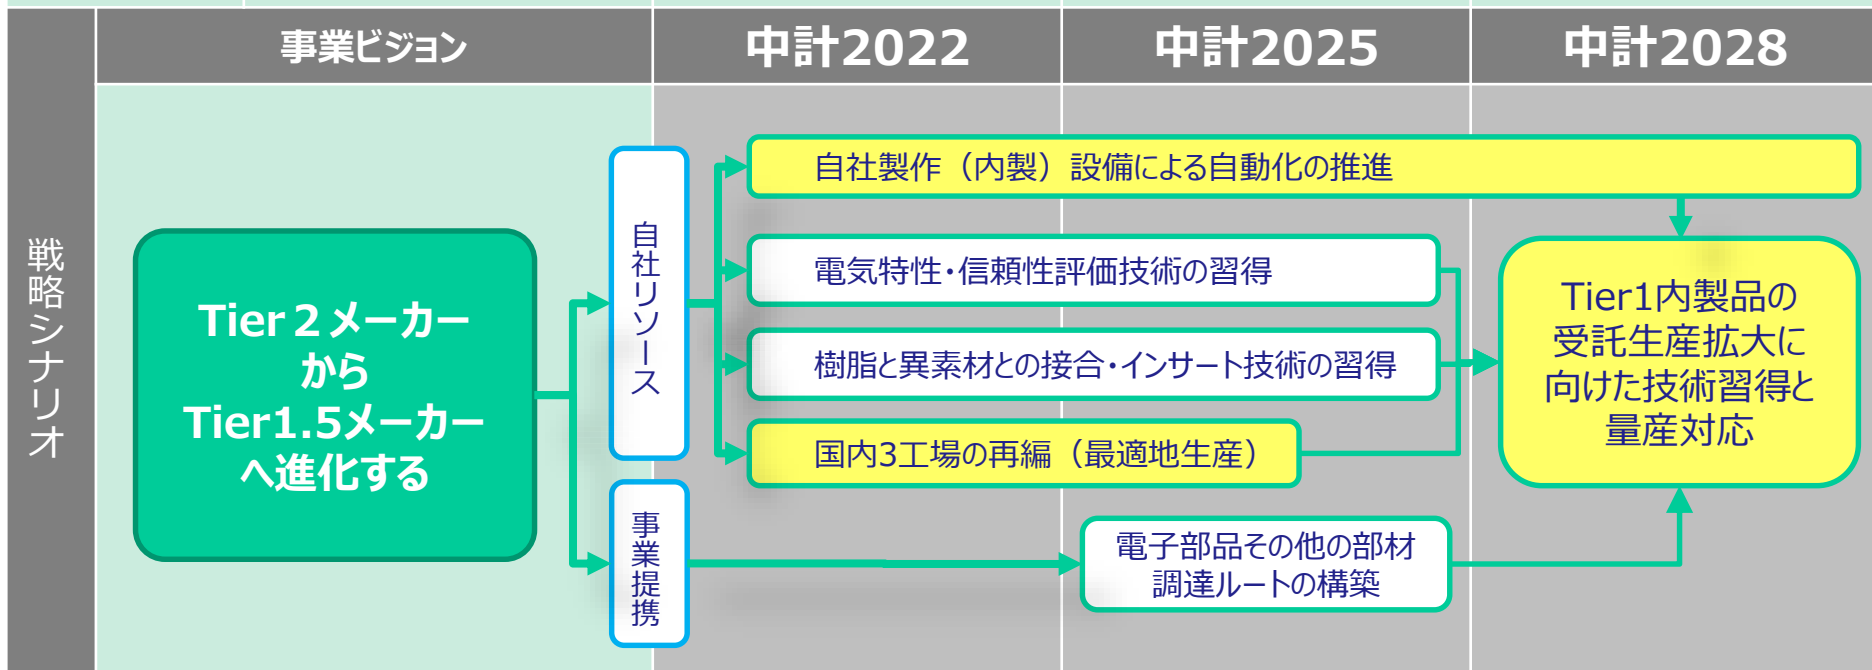 事業ビジョン
中計2022
中計2025
中計2028
戦略シナリオ
Tier２メーカー
から
Tier1.5メーカー
へ進化する
自社リソース
事業提携
自社製作（内製）設備による自動化の推進
電気特性・信頼性評価技術の習得
樹脂と異素材との接合・インサート技術の習得
国内3工場の再編（最適地生産）
電子部品その他の部材
調達ルートの構築
Tier1内製品の
受託生産拡大に
向けた技術習得と
量産対応